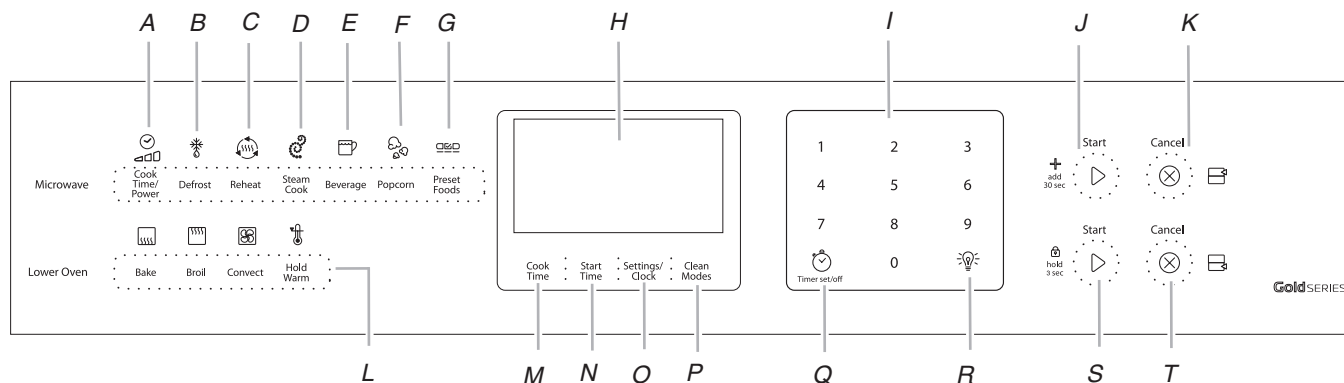 A B C D E F G H I J K
Microwave
Cook Time/ Power
Defrost
Reheat
Steam Cook
Beverage
Popcorn
Preset Foods
Lower Oven
Bake
Broil
Convect
Hold Warm
Cook Time
Start Time
Settings/ Clock
Clean Modes
1 2 3
4 5 6
7 8 9
Timer set/off
0
Start
Cancel
add
30 sec
Start
Cancel
hold
3 sec
Gold SERIES
L M N O P Q R S T